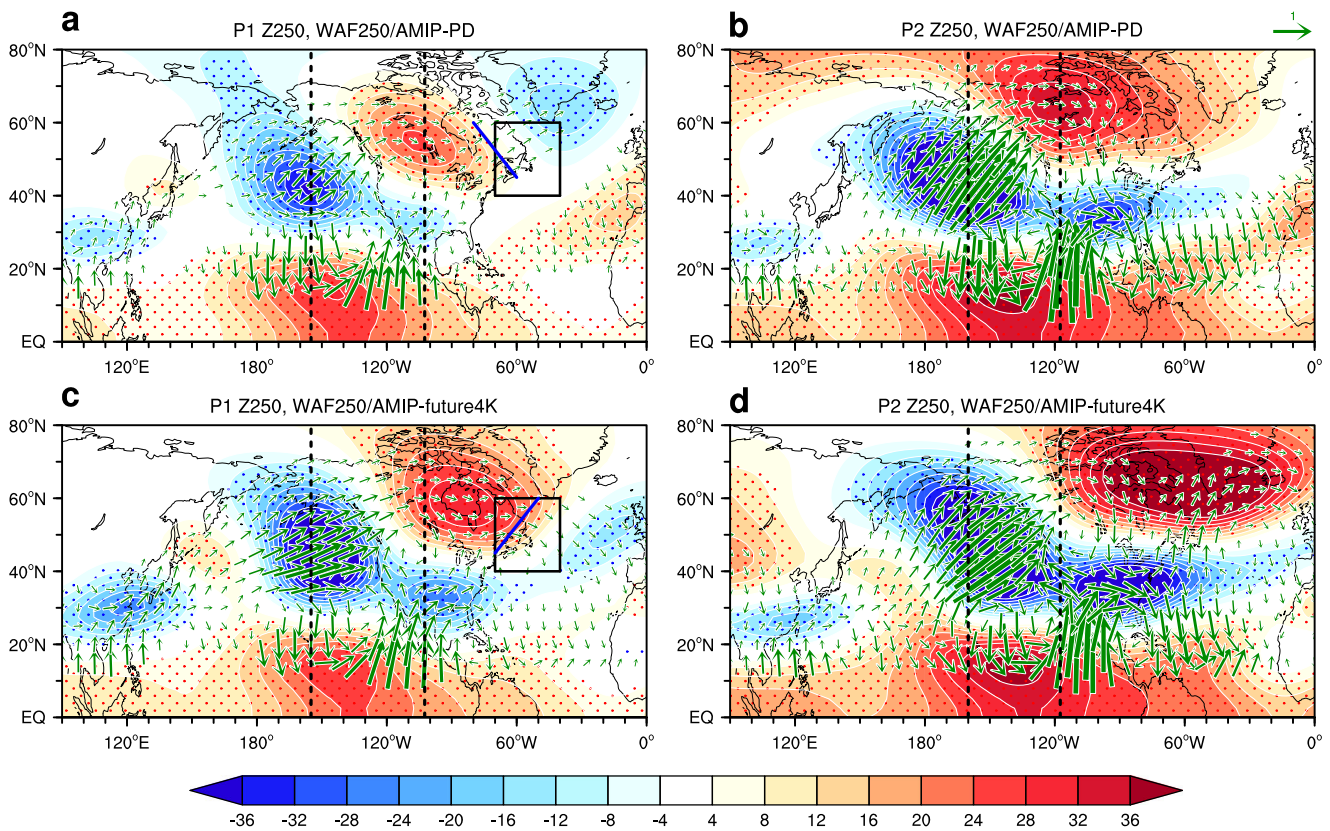 a P1 Z250, WAF250/AMIP-PD
b P2 Z250, WAF250/AMIP-PD 1
80°N 80°N
60°N 60°N
40°N 40°N
20°N 20°N
EQ EQ
120°E 180° 120°W 60°W 0° 120°E 180° 120°W 60°W 0°
c P1 Z250, WAF250/AMIP-future4K
d P2 Z250, WAF250/AMIP-future4K
80°N 80°N
60°N 60°N
40°N 40°N
20°N 20°N
EQ EQ
120°E 180° 120°W 60°W 0° 120°E 180° 120°W 60°W 0°
-36 -32 -28 -24 -20 -16 -12 -8 -4 4 8 12 16 20 24 28 32 36